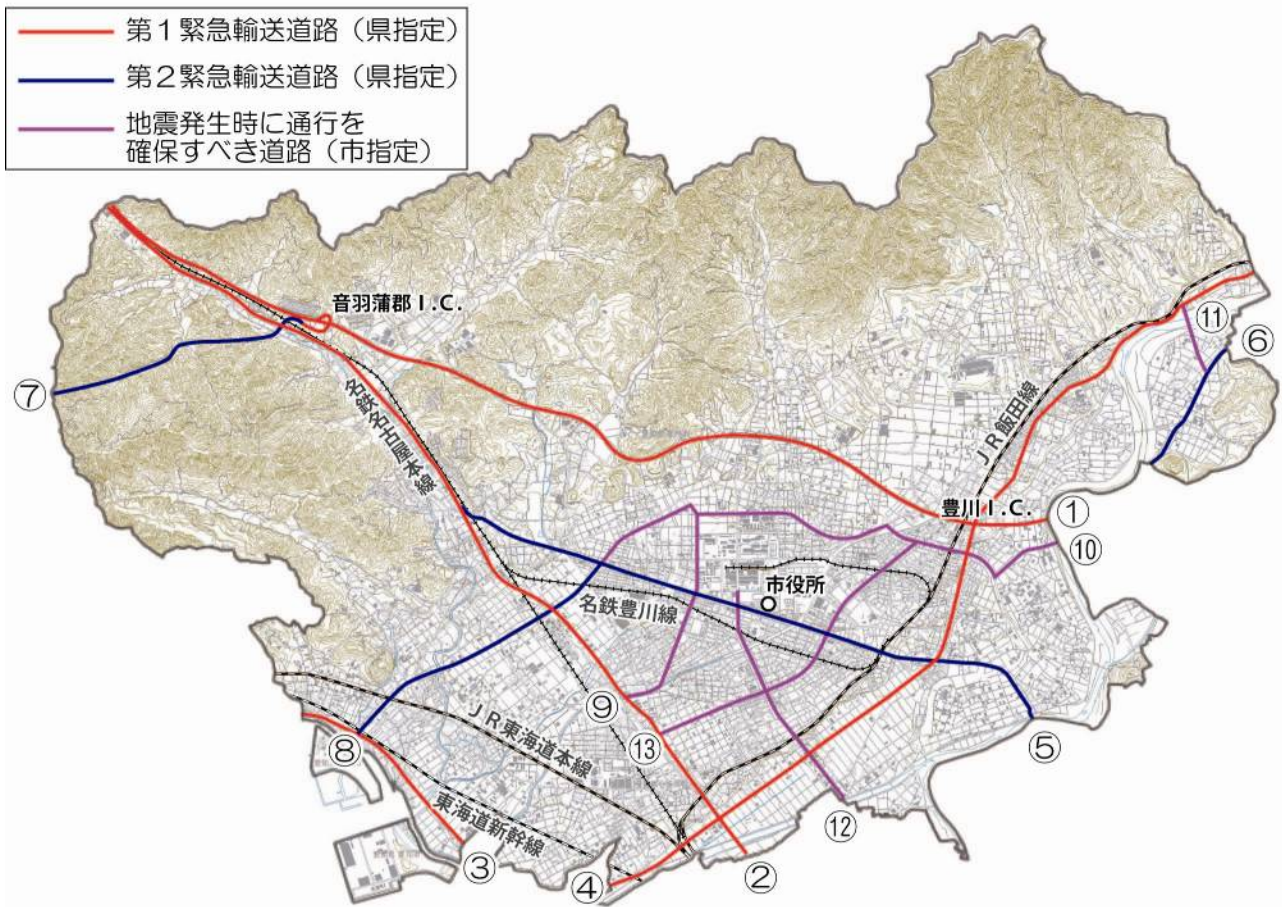 第1緊急輸送道路（県指定）
第2緊急輸送道路（県指定）
地震発生時に通行を
確保すべき道路（市指定）
音羽蒲郡 I.C.
⑪
⑥
⑦
名鉄名古屋本線
JR飯田線
豊川 I.C.
①
⑩
市役所
名鉄豊川線
⑨
⑧
JR東海道本線
⑬
⑤
東海道新幹線
⑫
③
④
②